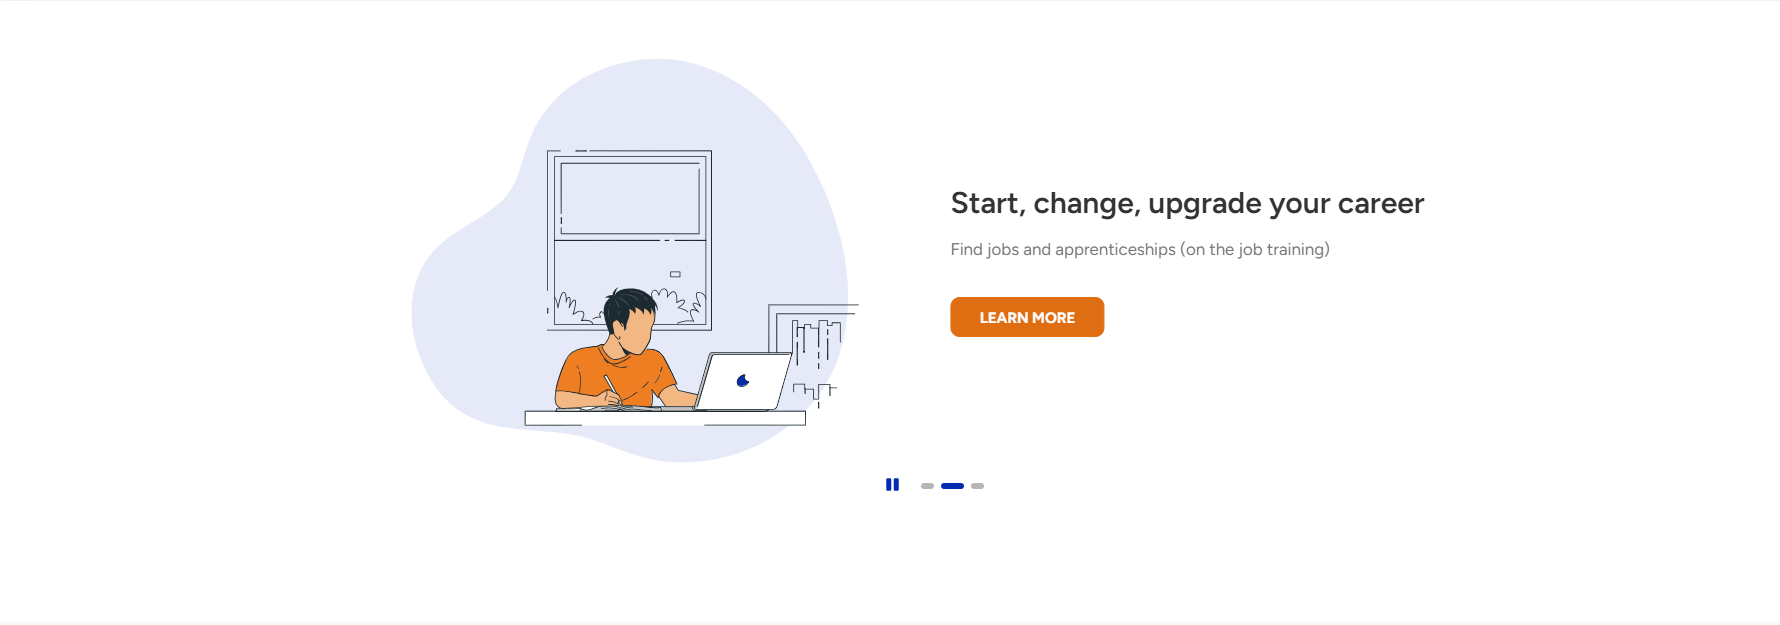 Start, change, upgrade your career
Find jobs and apprenticeships (on the job training)
LEARN MORE